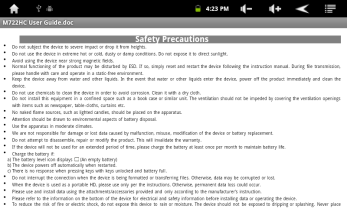 4:23 PM
M722HC User Guide.doc
Safety Precautions
Do not subject the device to severe impact or drop it from heights.
Do not use the device in extreme hot or cold, dusty or damp conditions. Do not expose it to direct sunlight.
Avoid using the device near strong magnetic fields.
Normal functioning of the product may be disturbed by ESD. If so, simply reset and restart the device following the instruction manual. During file transmission,
please handle with care and operate in a static-free environment.
Keep the device away from water and other liquids. In the event that water or other liquids enter the device, power off the product immediately and clean the
device.
Do not use chemicals to clean the device in order to avoid corrosion. Clean it with a dry cloth.
Do not install this equipment in a confined space such as a book case or similar unit. The ventilation should not be impeded by covering the ventilation openings
with items such as newspaper, table-cloths, curtains etc.
No naked flame sources, such as lighted candles, should be placed on the apparatus.
Attention should be drawn to environmental aspects of battery disposal.
Use the apparatus in moderate climates.
We are not responsible for damage or lost data caused by malfunction, misuse, modification of the device or battery replacement.
Do not attempt to disassemble, repair or modify the product. This will invalidate the warranty.
If the device will not be used for an extended period of time, please charge the battery at least once per month to maintain battery life.
Charge the battery if:
a) The battery level icon displays ☐ (An empty battery)
b) The device powers off automatically when restarted.
c) There is no response when pressing keys with keys unlocked and battery full.
Do not interrupt the connection when the device is being formatted or transferring files. Otherwise, data may be corrupted or lost.
When the device is used as a portable HD, please use only per the instructions. Otherwise, permanent data loss could occur.
Please use and install data using the attachments/accessories provided and only according to the manufacturer's instruction.
Please refer to the information on the bottom of the device for electrical and safety information before installing data or operating the device.
To reduce the risk of fire or electric shock, do not expose this device to rain or moisture. The device should not be exposed to dripping or splashing. Never place